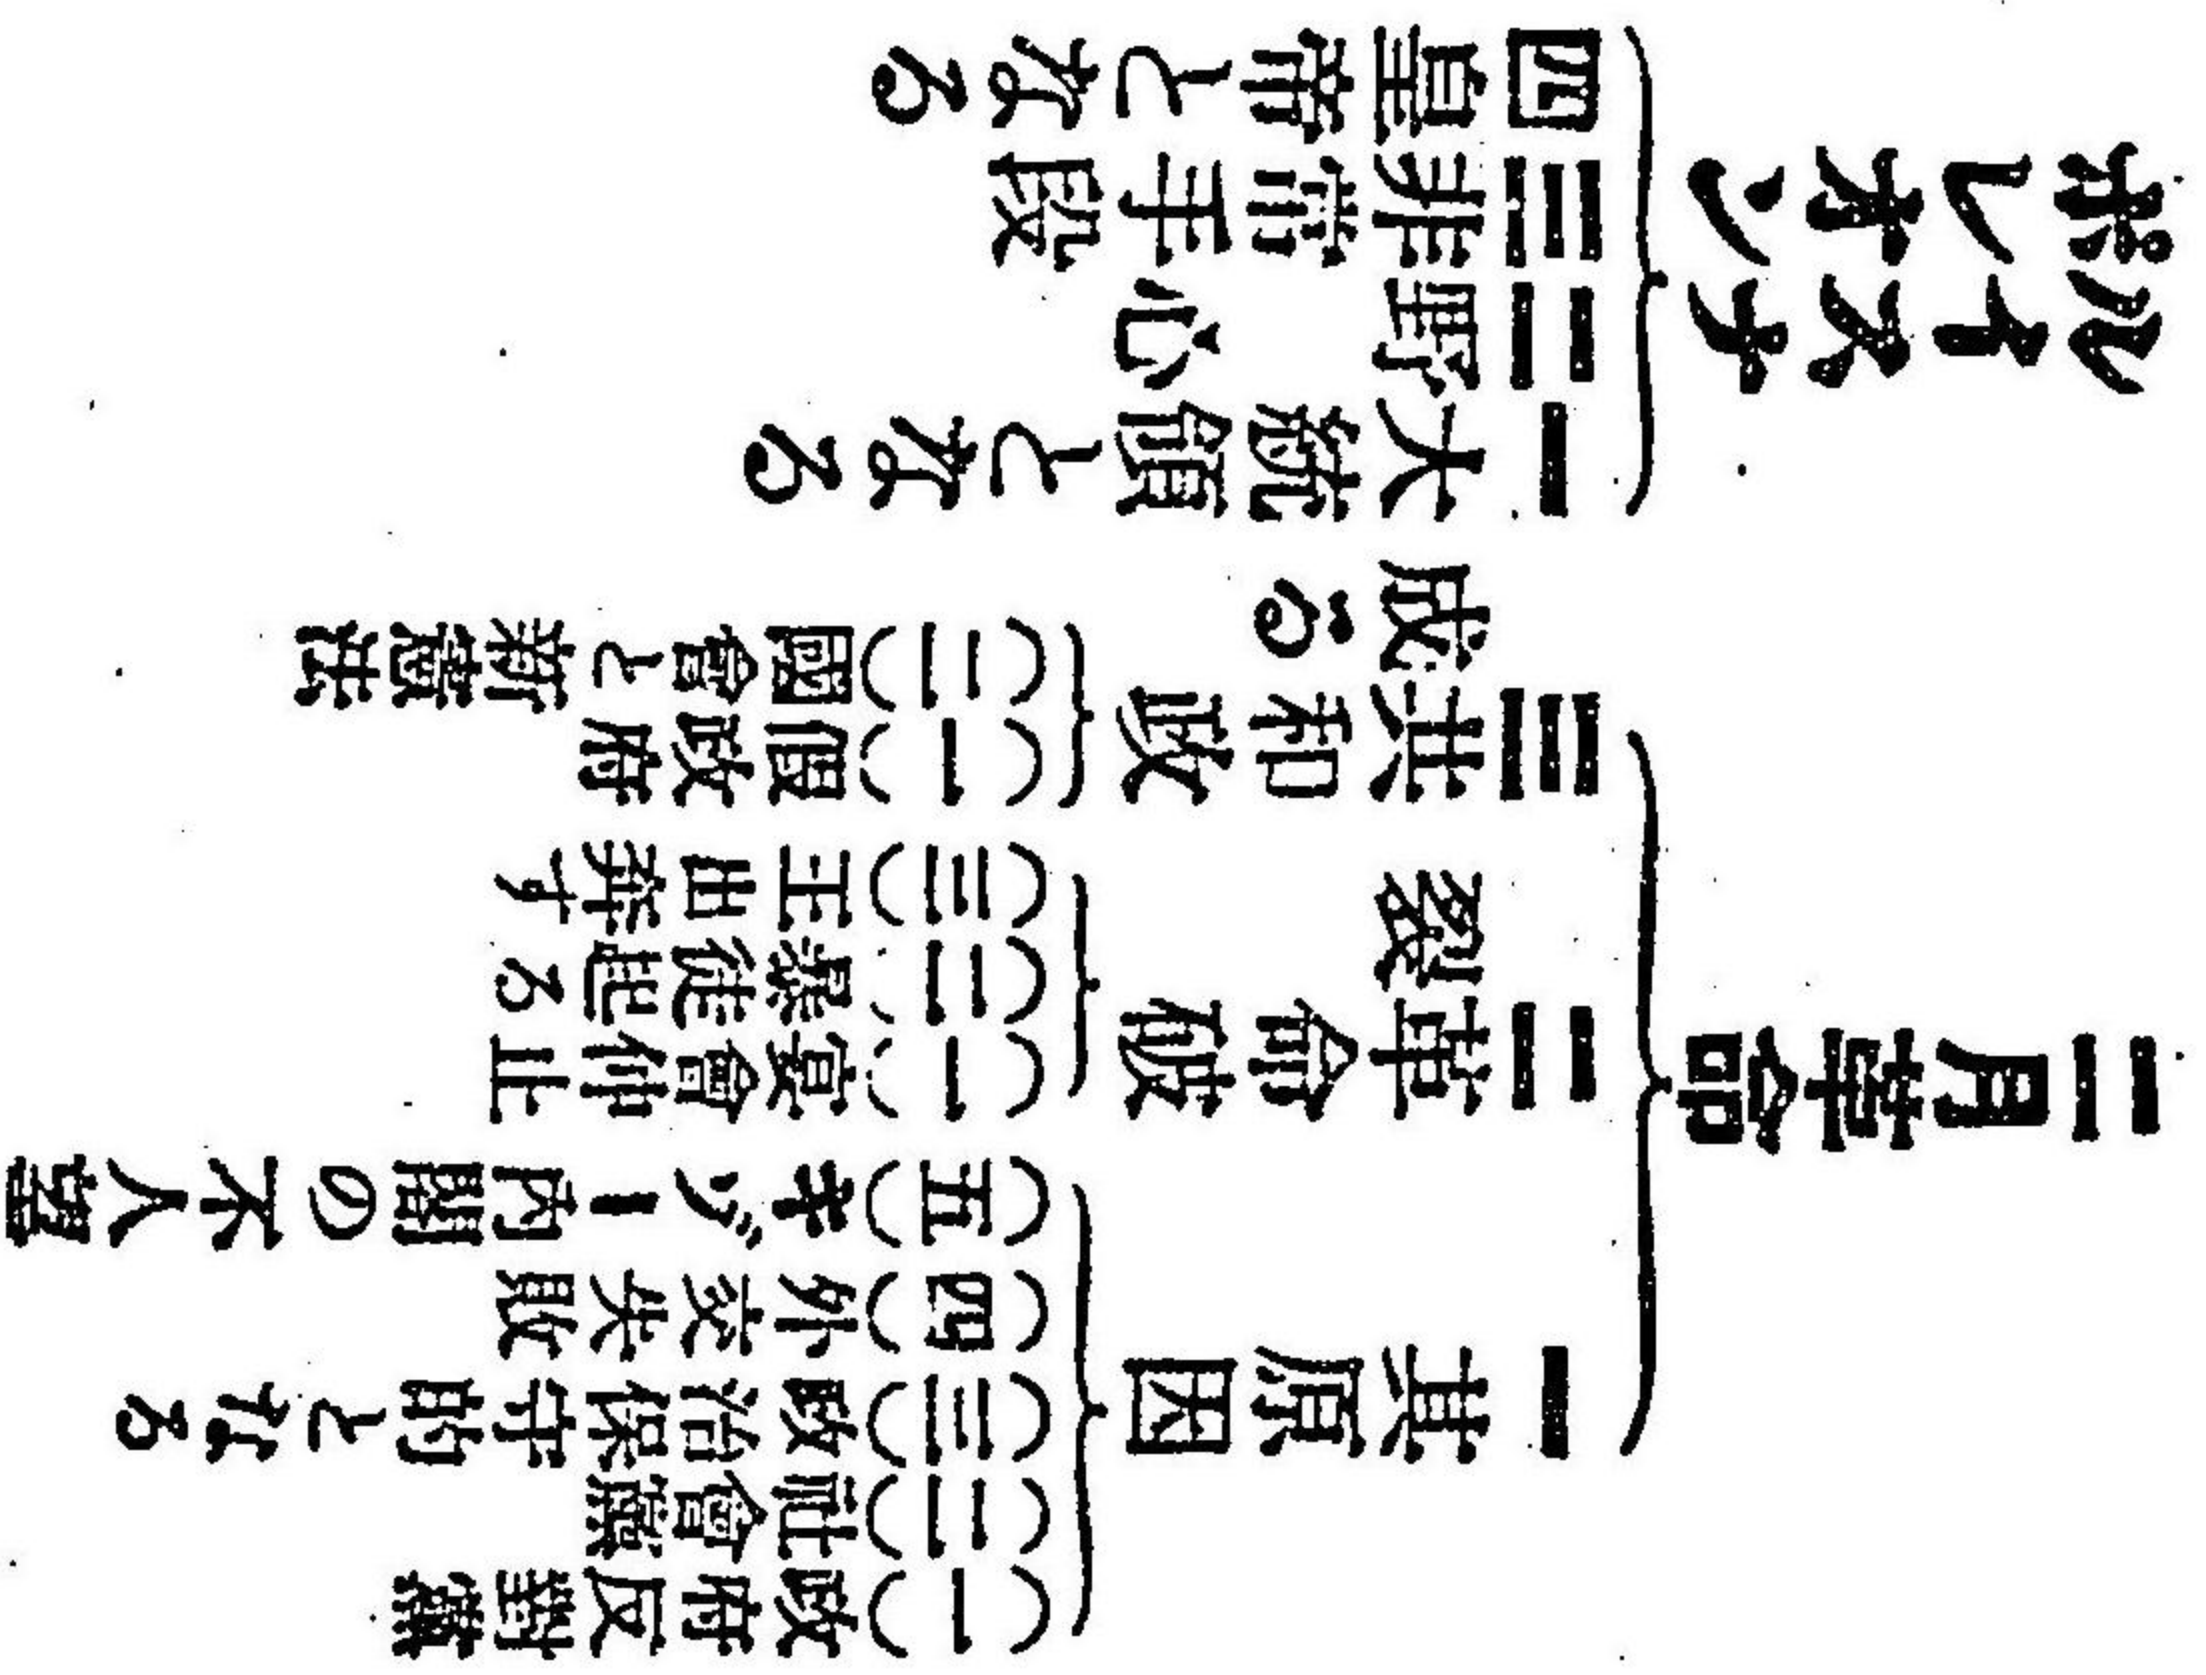 二月革命
一其原因
(一)政府反對黨
(二)社會黨
(三)政治保守的となる
(四)外交失敗
(五)キゾー内閣の不人望
二革命破
裂
(一)宴會仲止
(二)暴徒起る
(三)王出奔す
三共和政
成る
(一)假政府
(二)國會と新憲法
ルイスナ
ポレオン
一大統領となる
二野心
三非常手段
四皇帝となる